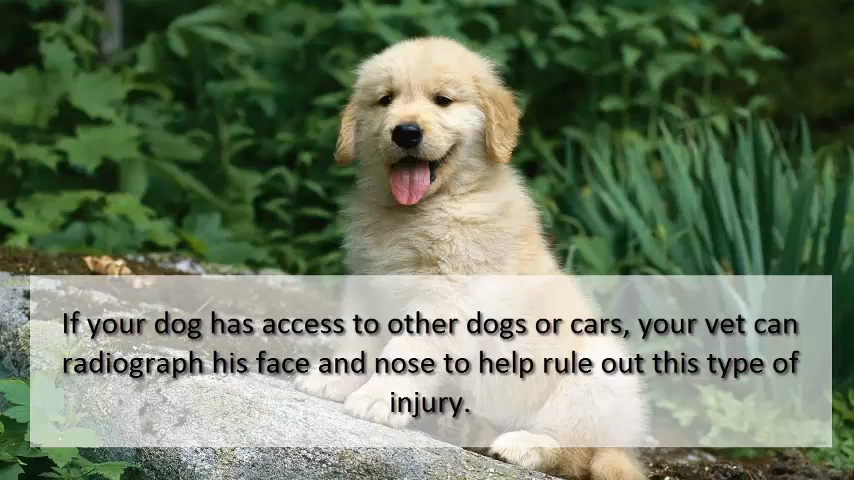 If your dog has access to other dogs or cars, your vet can
radiograph his face and nose to help rule out this type of
injury.